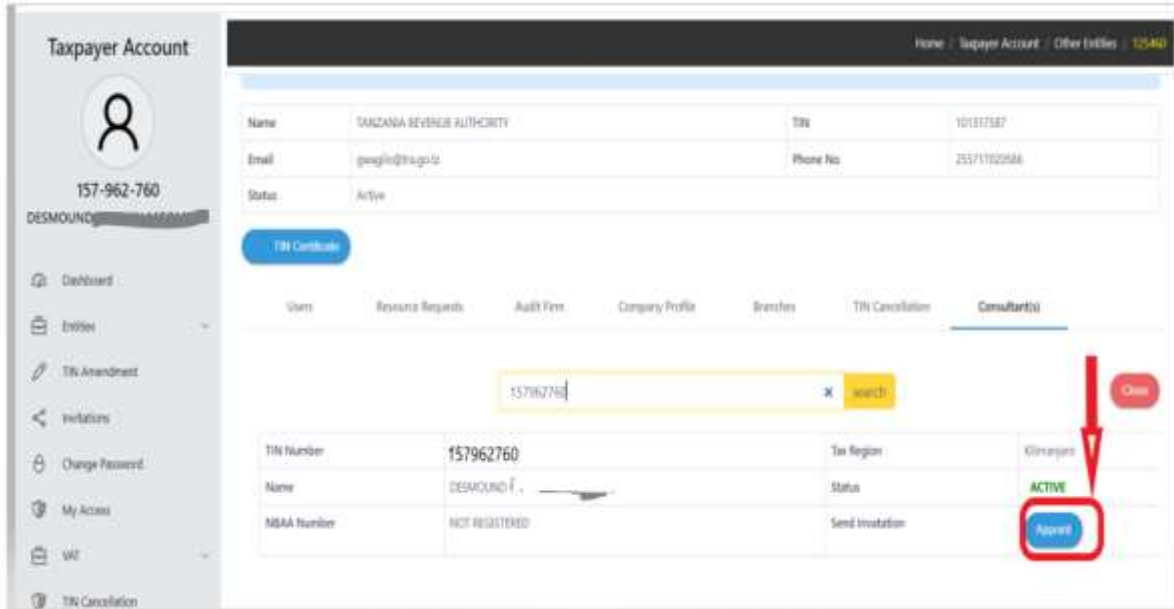 Taxpayer Account
157-962-760
DESMOUND
Dashboard
Entities
TIN Amendment
Invitations
Change Password
My Access
VAT
TIN Cancellation
Home / Taxpayer Account / Other Entities / 125460
Name TANZANIA REVENUE AUTHORITY TIN 101317587
Email Phone No.
Status Active
TIN Certificate
Users Resource Requests Audit Firm Company Profile Branches TIN Cancellation Consultant(s)
157962760 x search Close
TIN Number 157962760 Tax Region Kilimanjaro
Name DESMOUND Status ACTIVE
NBAA Number NOT REGISTERED Send Invatation Appoint